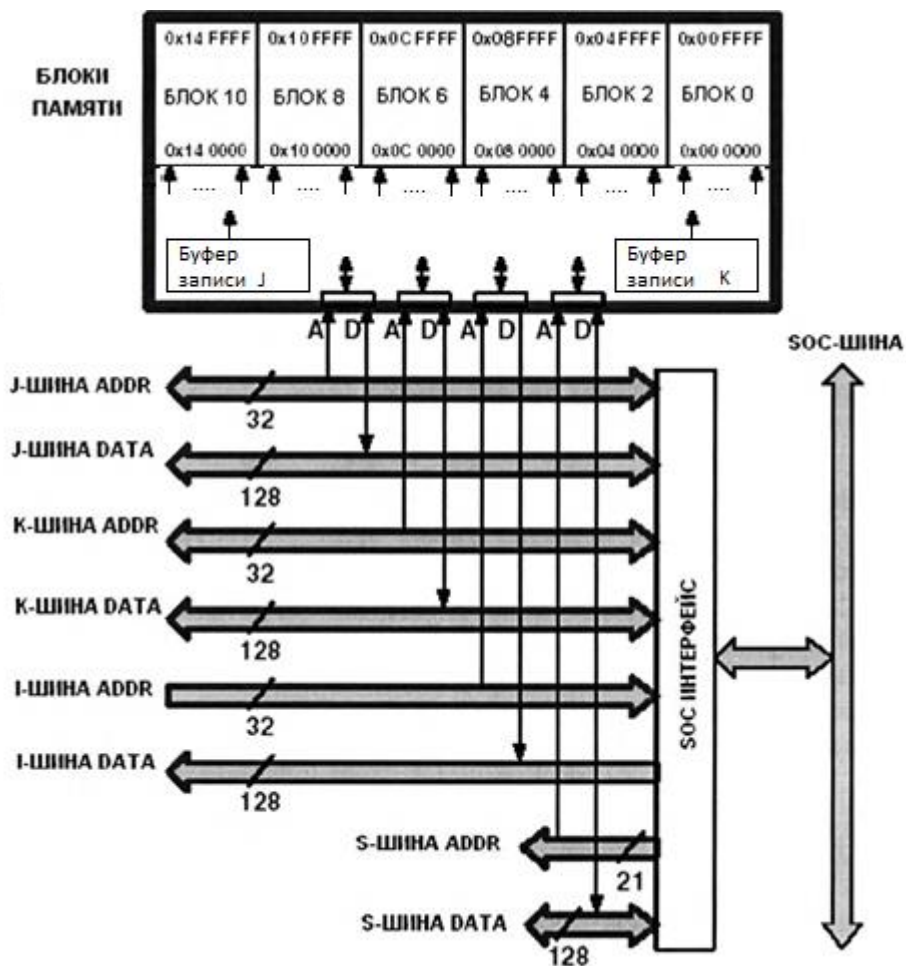 0x14 FFFF 0x10 FFFF 0x0C FFFF 0x08FFFF 0x04 FFFF 0x00 FFFF
БЛОКИ
ПАМЯТИ
БЛОК 10 БЛОК 8 БЛОК 6 БЛОК 4 БЛОК 2 БЛОК 0
0x14 0000 0x10 0000 0x0C 0000 0x08 0000 0x04 0000 0x00 0000
.... .... .... .... .... ....
Буфер
записи J
Буфер
записи K
A D A D A D A D
SOC-ШИНА
J-ШИНА ADDR
32
J-ШИНА DATA
128
K-ШИНА ADDR
32
K-ШИНА DATA
128
I-ШИНА ADDR
32
I-ШИНА DATA
128
S-ШИНА ADDR
21
S-ШИНА DATA
128
SOC ИНТЕРФЕЙС